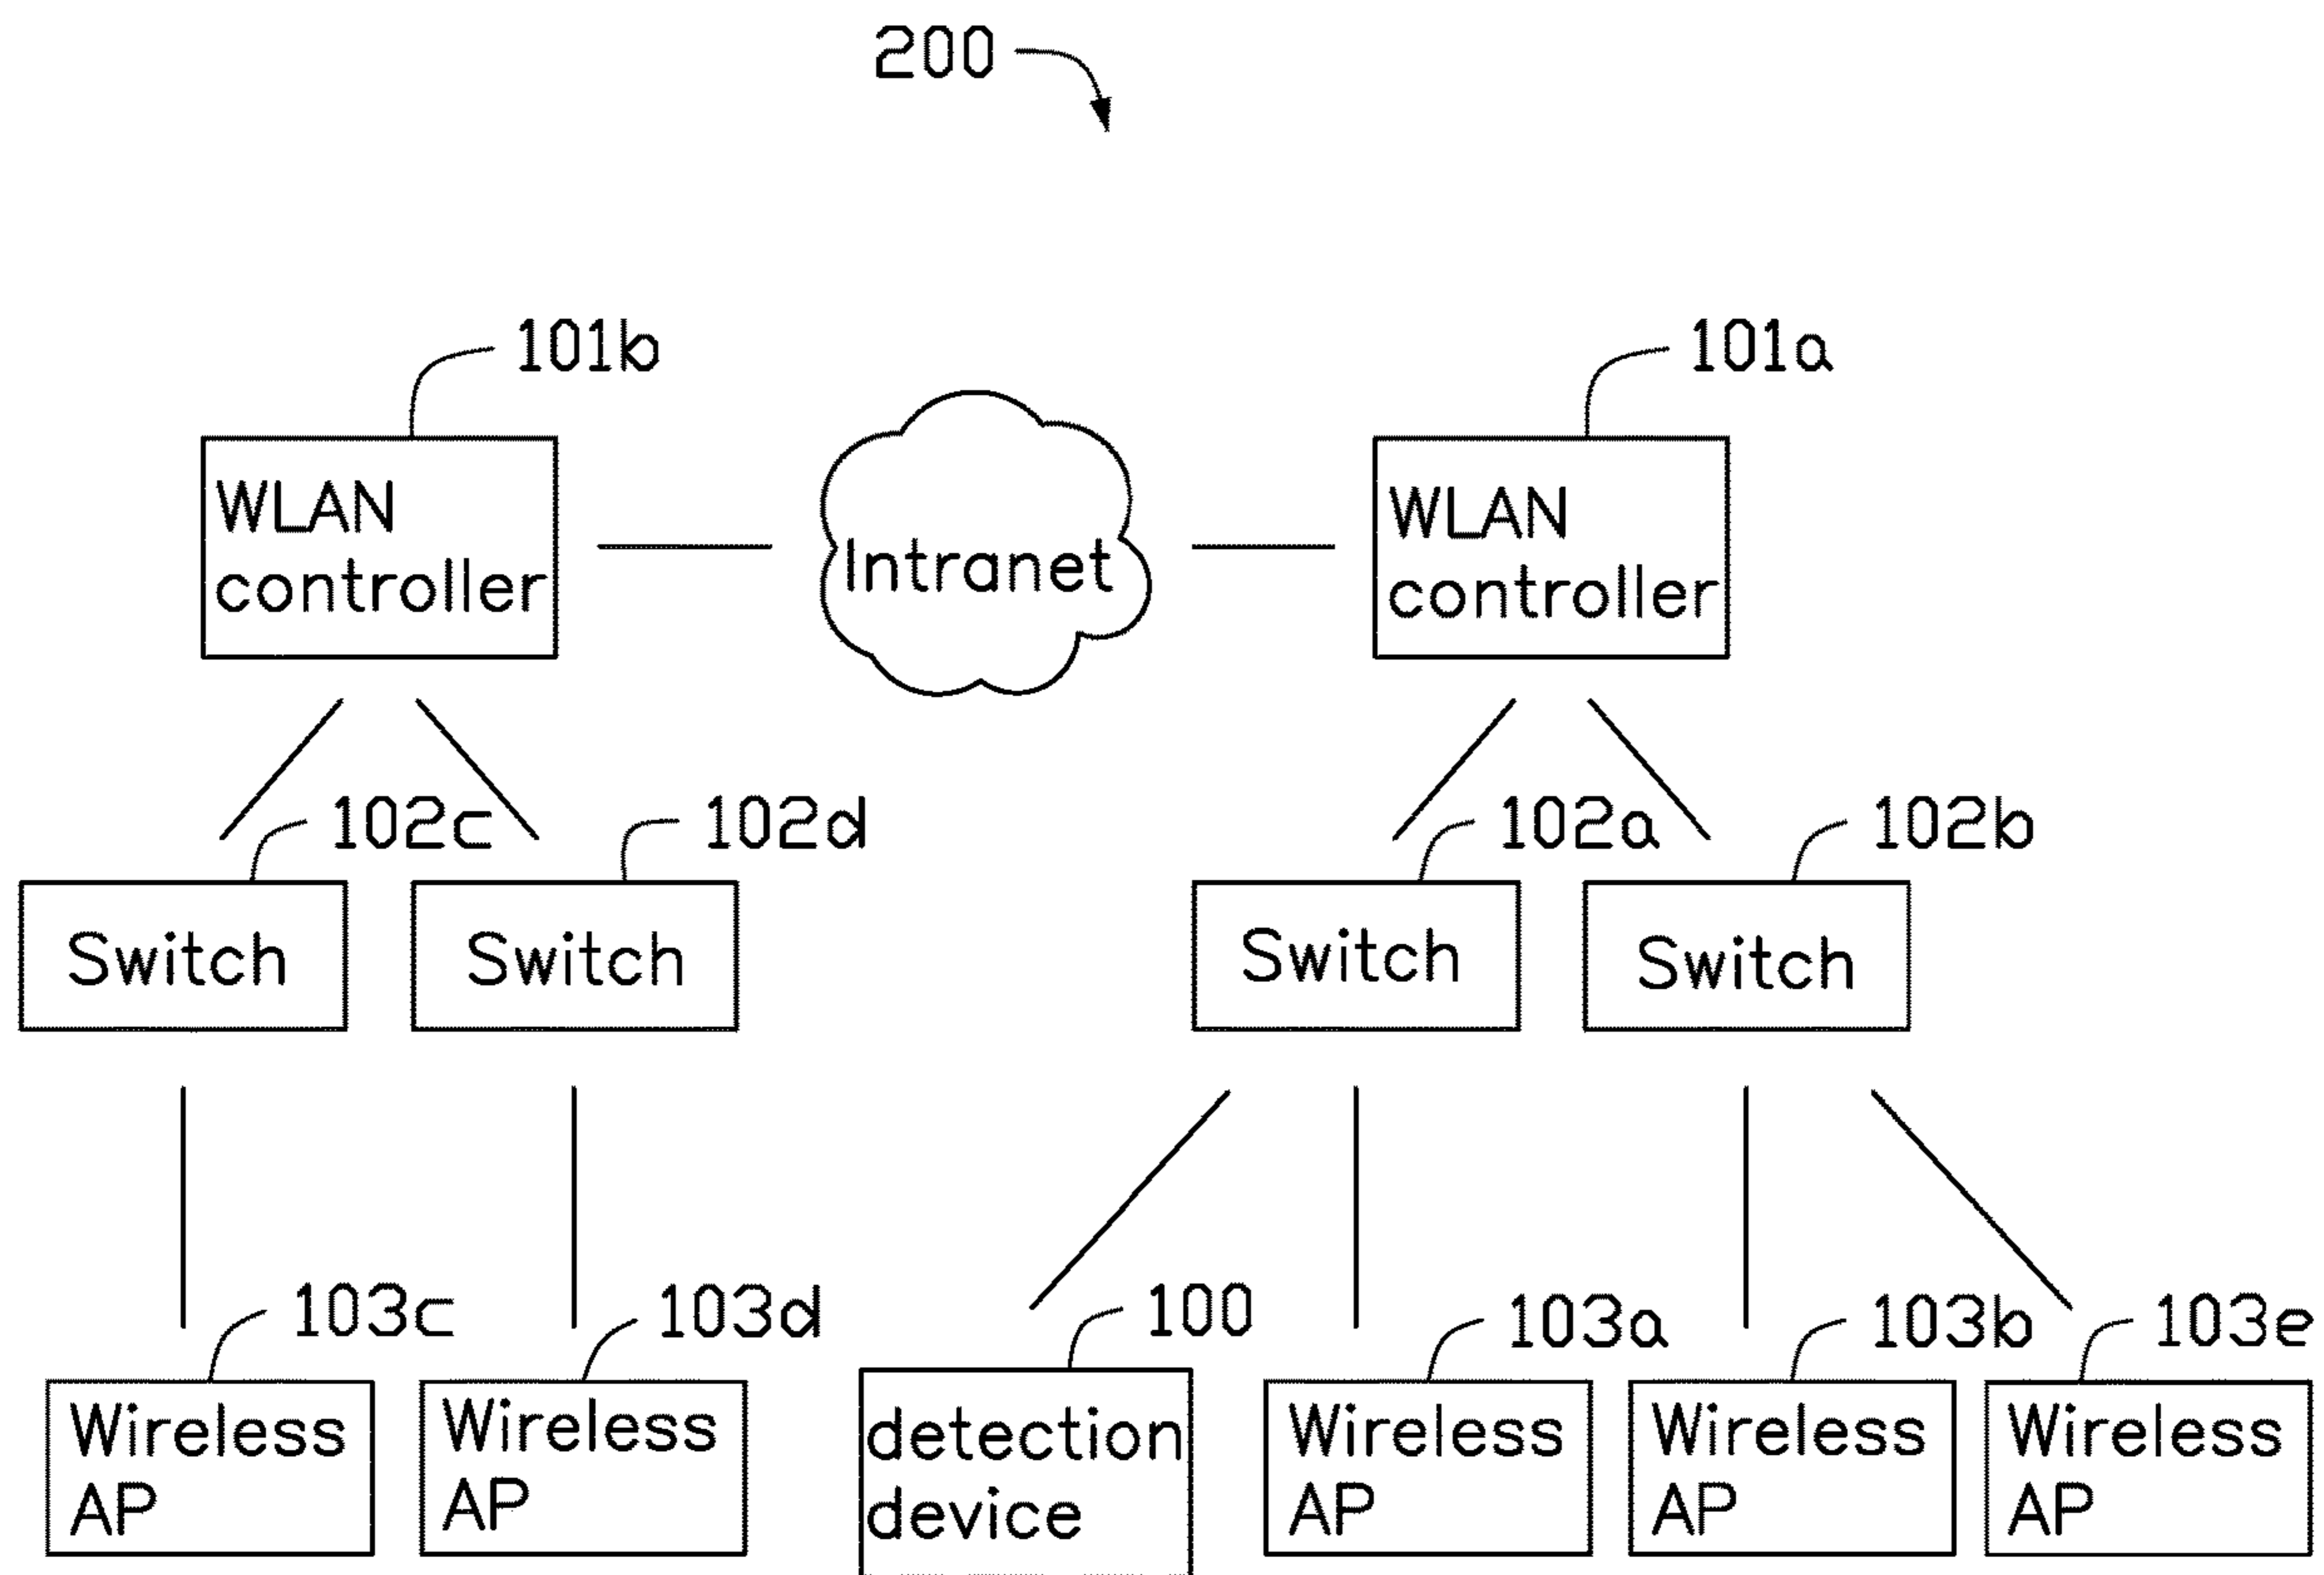 200
101b
101a
WLAN
controller
Intranet
WLAN
controller
102c
102d
102a
102b
Switch
Switch
Switch
Switch
103c
103d
100
103a
103b
103e
Wireless
AP
Wireless
AP
detection
device
Wireless
AP
Wireless
AP
Wireless
AP